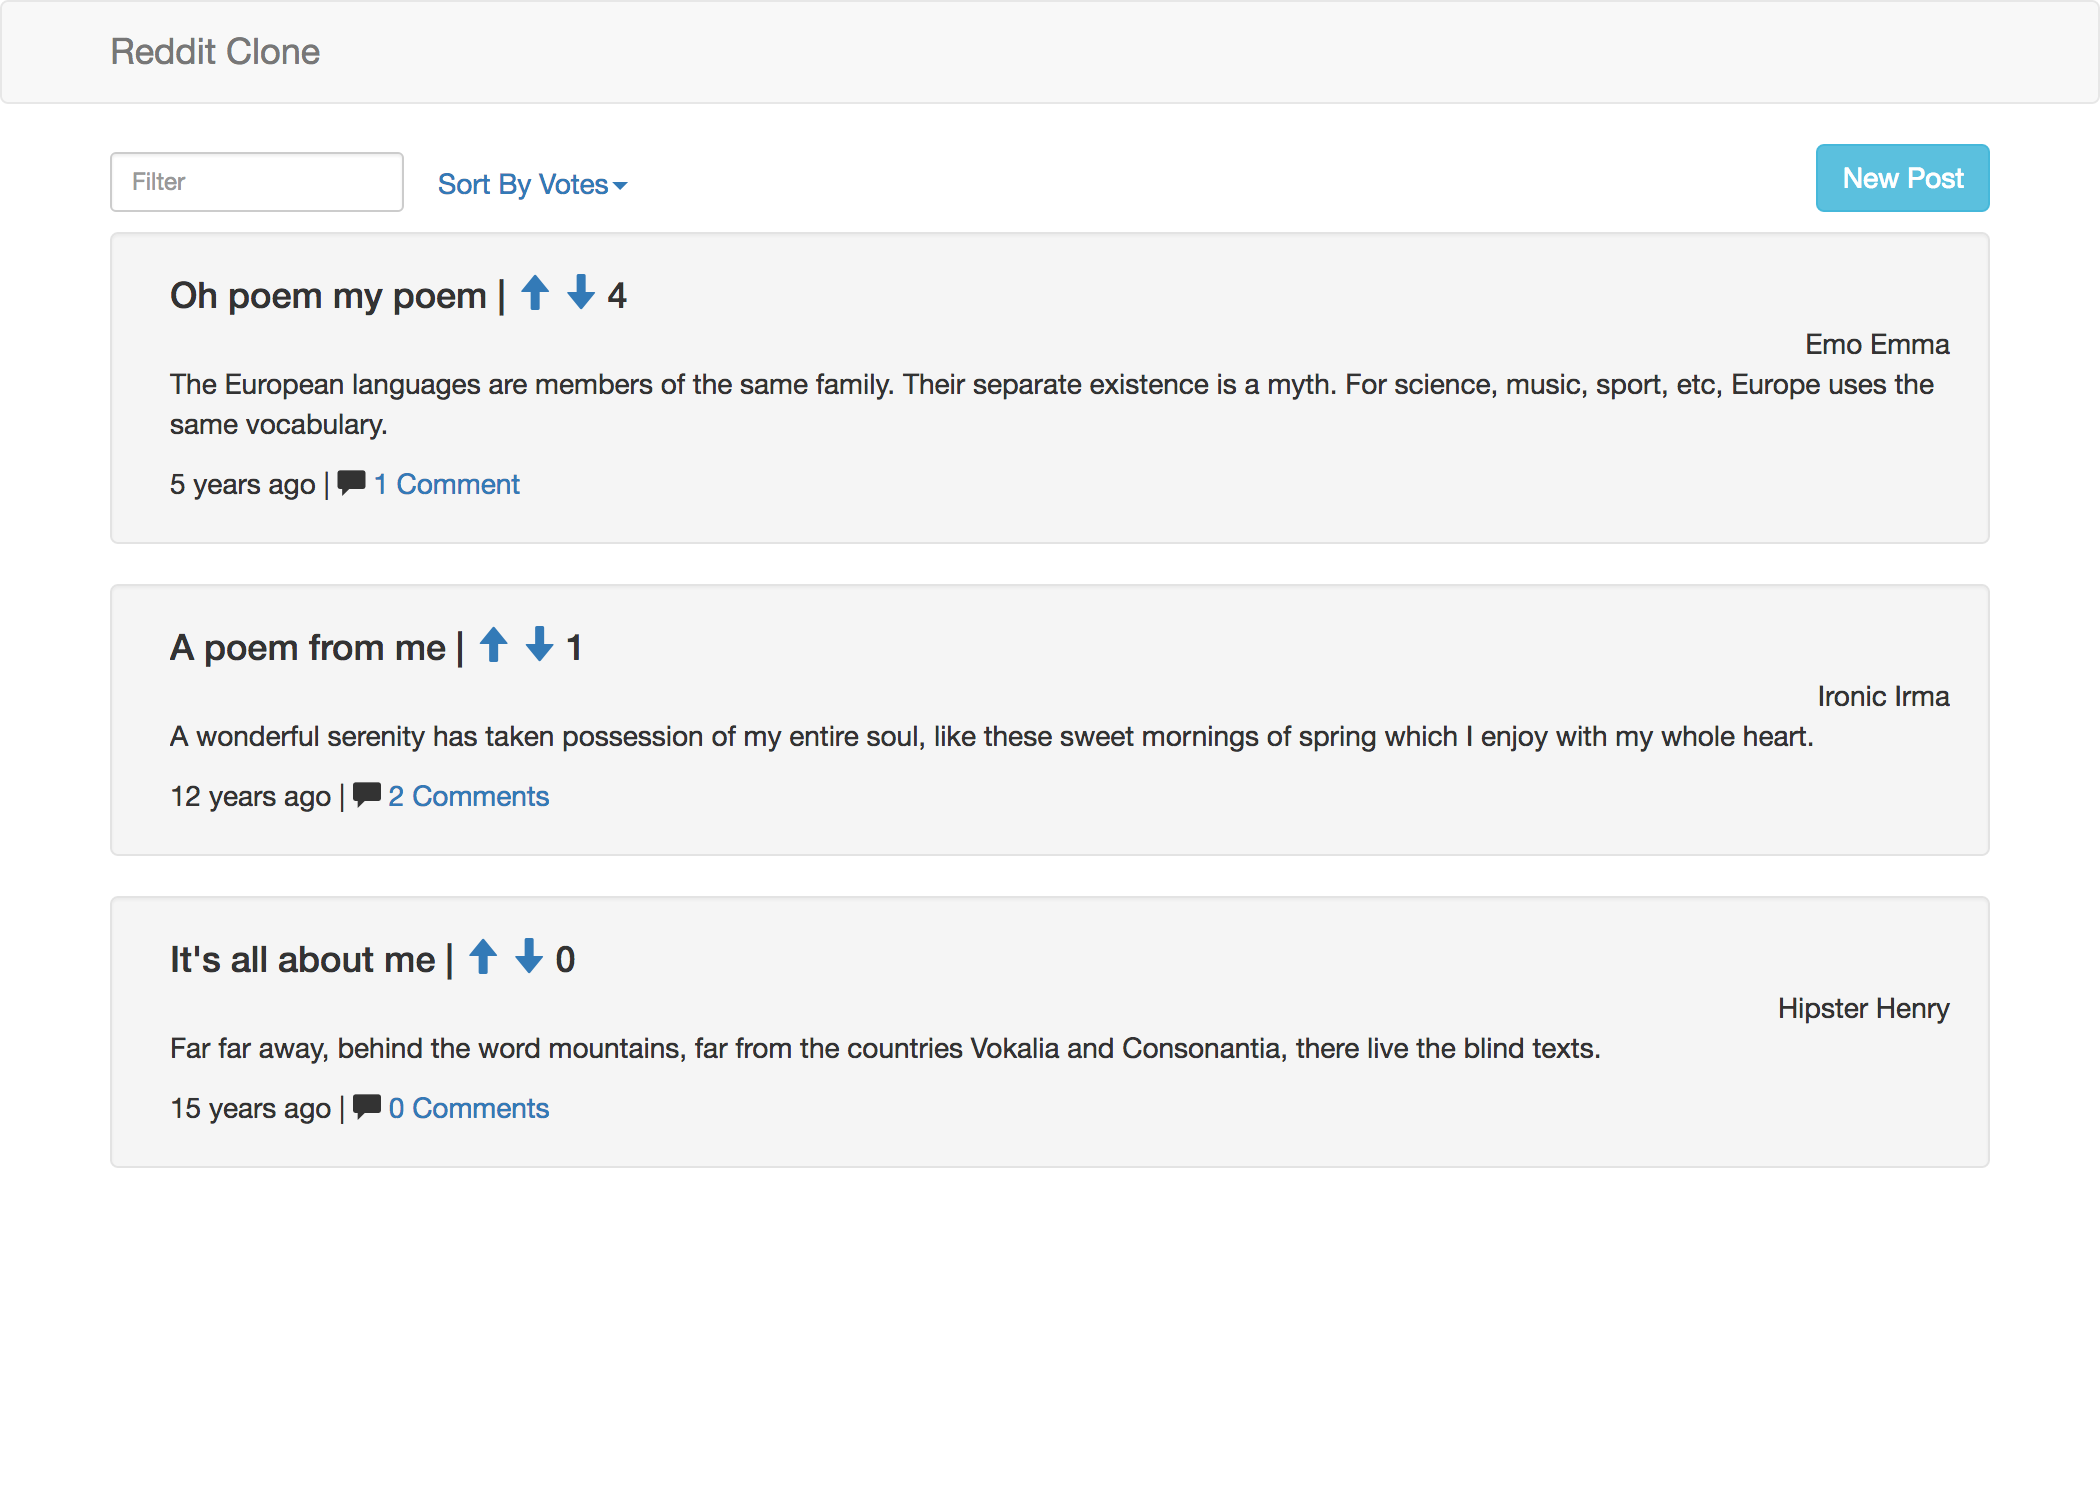 Reddit Clone
Filter
Sort By Votes
New Post
Oh poem my poem | 4
Emo Emma
The European languages are members of the same family. Their separate existence is a myth. For science, music, sport, etc, Europe uses the
same vocabulary.
5 years ago | 1 Comment
A poem from me | 1
Ironic Irma
A wonderful serenity has taken possession of my entire soul, like these sweet mornings of spring which I enjoy with my whole heart.
12 years ago | 2 Comments
It's all about me | 0
Hipster Henry
Far far away, behind the word mountains, far from the countries Vokalia and Consonantia, there live the blind texts.
15 years ago | 0 Comments